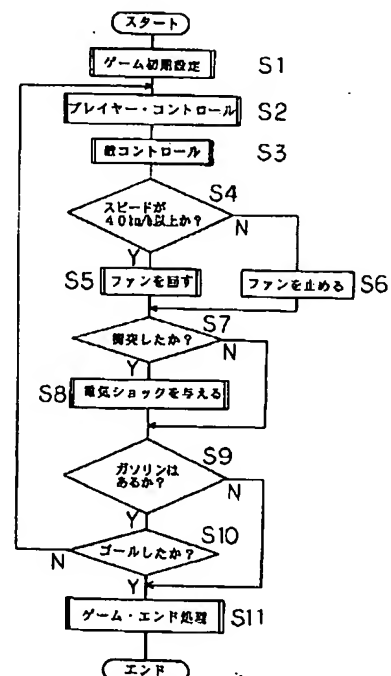 スタート
ゲーム初期設定 S1
プレイヤー・コントロール S2
敵コントロール S3
S4
スピードが
40km/h以上か?
N
Y
S5 ファンを回す
ファンを止める S6
S7
衝突したか?
N
Y
S8 電気ショックを与える
S9
ガソリンは
あるか?
N
Y
S10
ゴールしたか?
N
Y
ゲーム・エンド処理 S11
エンド